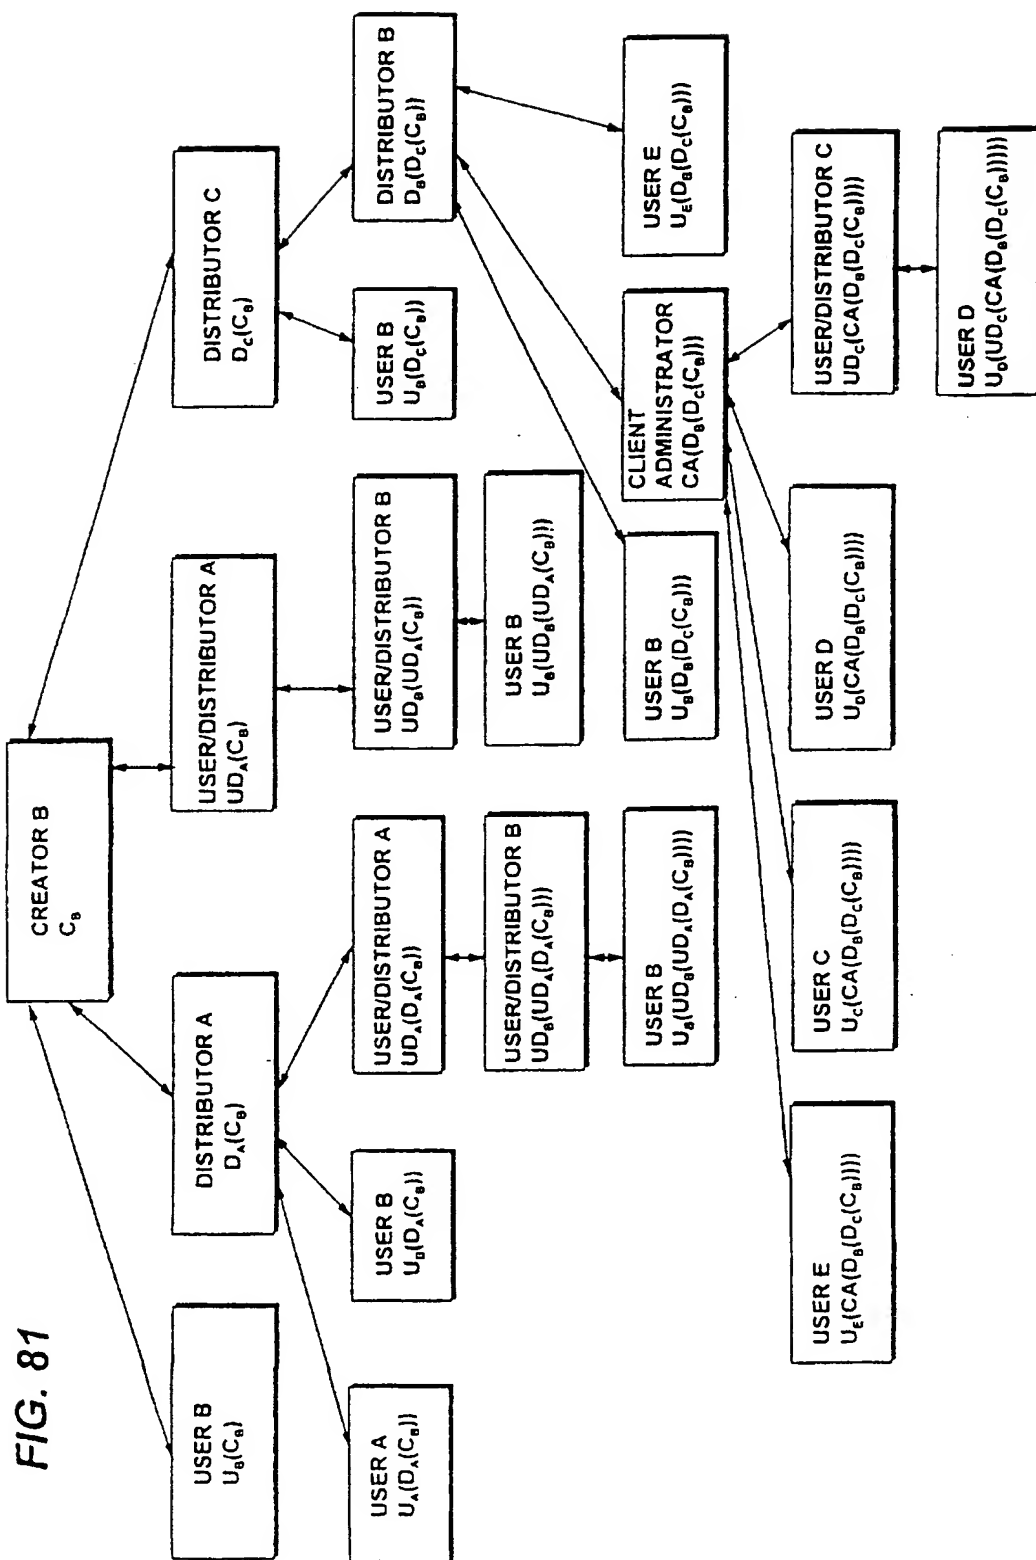 FIG. 81
CREATOR B
C_B
USER B
U_B(C_B)
DISTRIBUTOR A
D_A(C_B)
USER/DISTRIBUTOR A
UD_A(C_B)
DISTRIBUTOR C
D_C(C_B)
USER A
U_A(D_A(C_B))
USER B
U_B(D_A(C_B))
USER/DISTRIBUTOR A
UD_A(D_A(C_B))
USER/DISTRIBUTOR B
UD_B(UD_A(C_B))
USER B
U_B(D_C(C_B))
DISTRIBUTOR B
D_B(D_C(C_B))
USER/DISTRIBUTOR B
UD_B(UD_A(D_A(C_B)))
USER B
U_B(UD_B(UD_A(C_B)))
USER B
U_B(UD_B(UD_A(D_A(C_B))))
USER B
U_B(D_B(D_C(C_B)))
CLIENT
ADMINISTRATOR
CA(D_B(D_C(C_B)))
USER E
U_E(D_B(D_C(C_B)))
USER E
U_E(CA(D_B(D_C(C_B))))
USER C
U_C(CA(D_B(D_C(C_B))))
USER D
U_D(CA(D_B(D_C(C_B))))
USER/DISTRIBUTOR C
UD_C(CA(D_B(D_C(C_B))))
USER D
U_D(UD_C(CA(D_B(D_C(C_B)))))